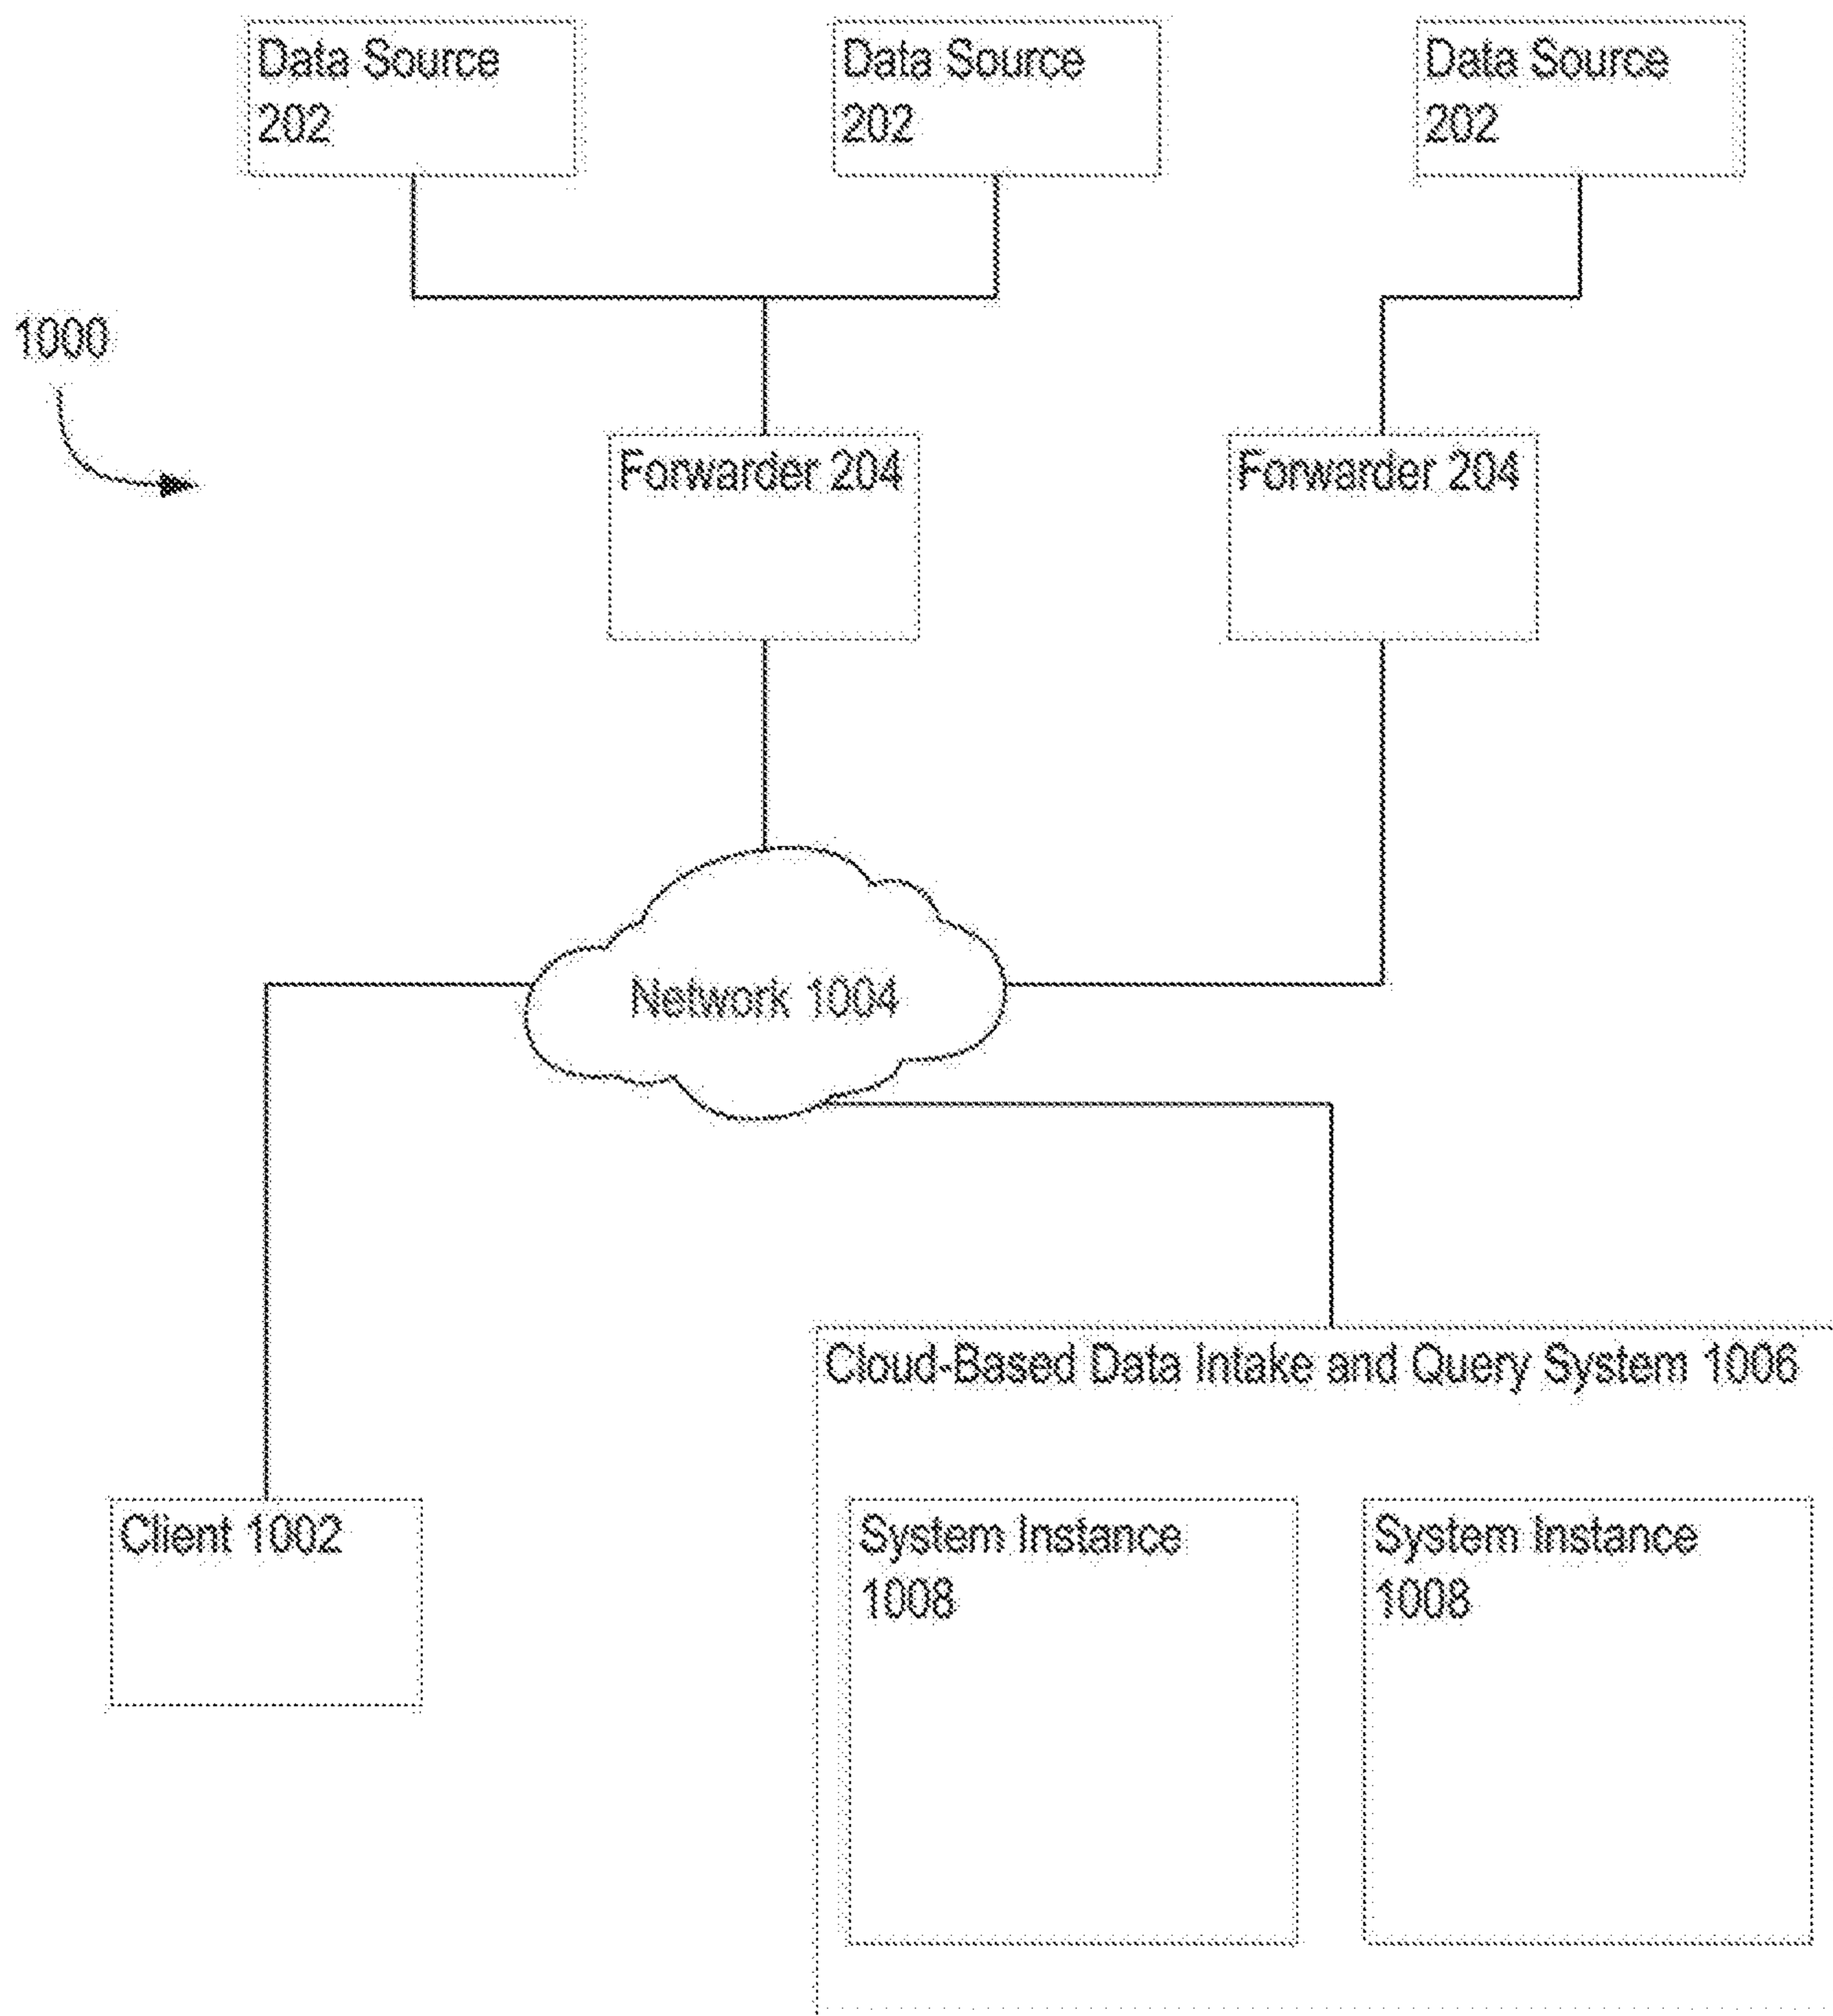 Data Source
202
Data Source
202
Data Source
202
1000
Forwarder 204
Forwarder 204
Network 1004
Cloud-Based Data Intake and Query System 1006
Client 1002
System Instance
1008
System Instance
1008